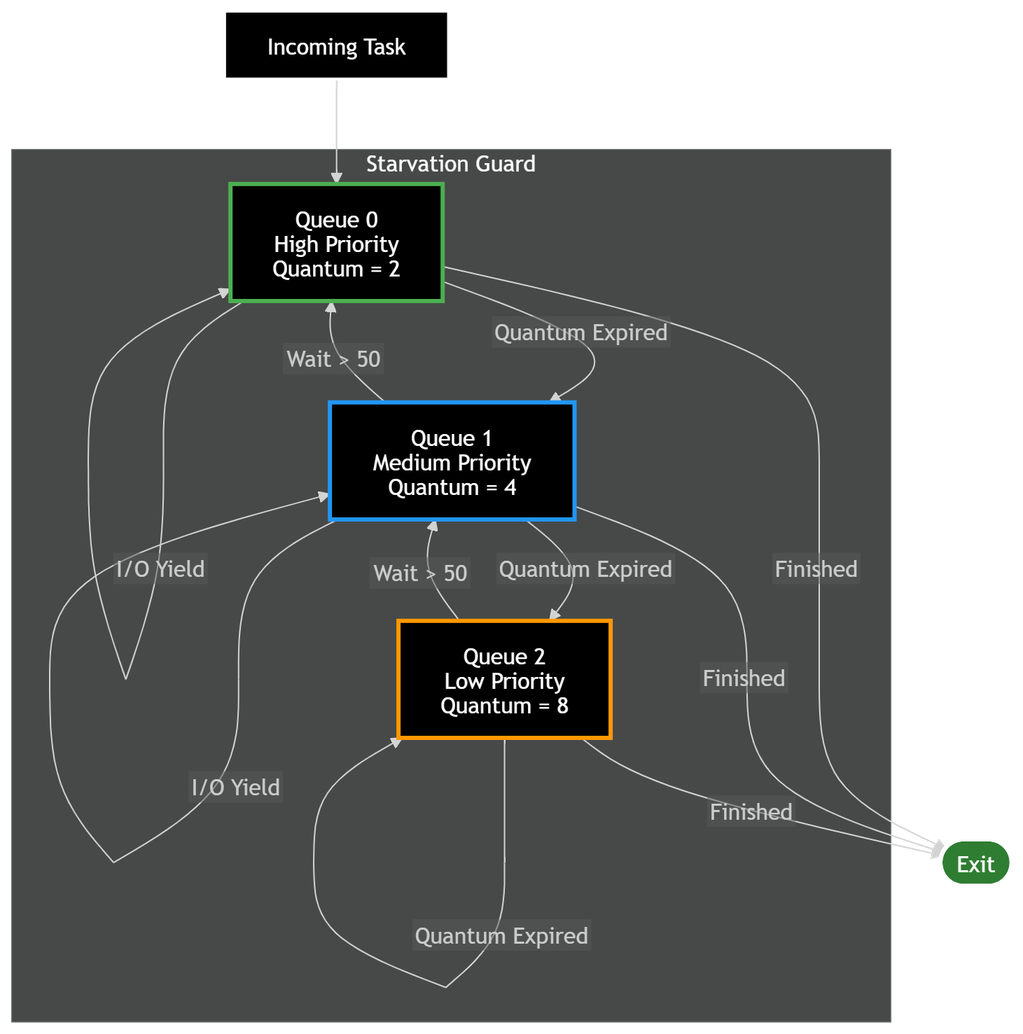 Incoming Task
Starvation Guard
Queue 0
High Priority
Quantum = 2
Quantum Expired
Wait > 50
Queue 1
Medium Priority
Quantum = 4
I/O Yield
Wait > 50
Quantum Expired
Finished
Queue 2
Low Priority
Quantum = 8
Finished
I/O Yield
Finished
Exit
Quantum Expired